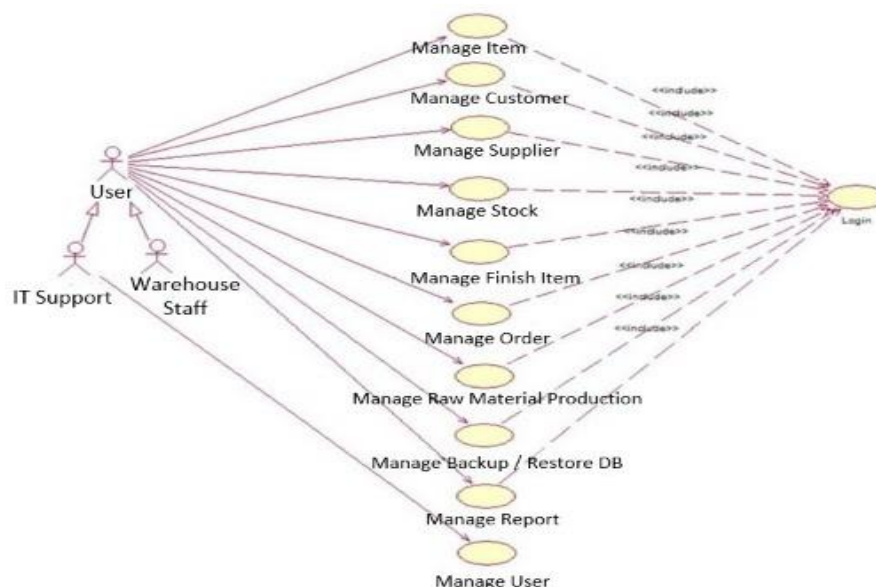 Manage Item
<<include>>
Manage Customer
<<include>>
<<include>>
Manage Supplier
<<include>>
User
<<include>>
Manage Stock
Login
<<include>>
IT Support
Warehouse
Staff
Manage Finish Item
<<include>>
Manage Order
<<include>>
<<include>>
Manage Raw Material Production
Manage Backup / Restore DB
Manage Report
Manage User